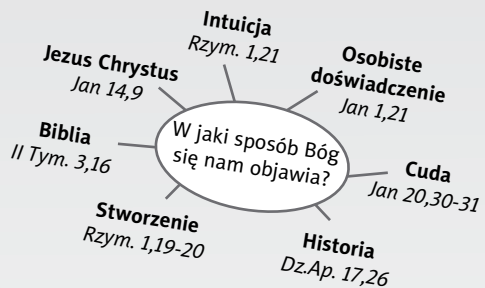 Intuicja
Rzym. 1,21
Jezus Chrystus
Jan 14,9
Osobiste
doświadczenie
Jan 1,21
Biblia
II Tym. 3,16
W jaki sposób Bóg
się nam objawia?
Cuda
Jan 20,30-31
Stworzenie
Rzym. 1,19-20
Historia
Dz.Ap. 17,26